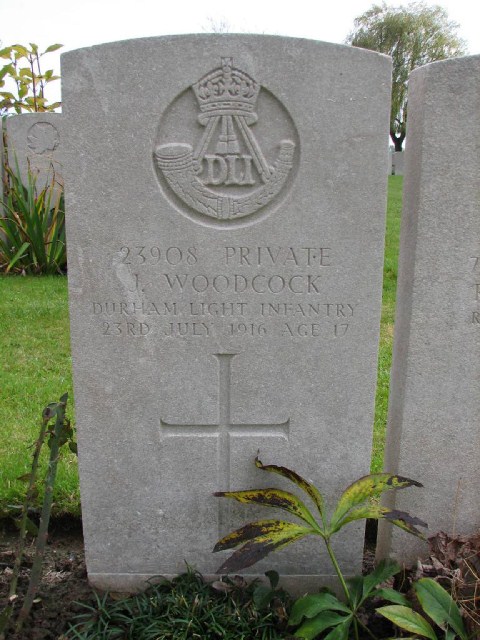 DLI
23908 PRIVATE
J. WOODCOCK
DURHAM LIGHT INFANTRY
23RD JULY 1916 AGE 17